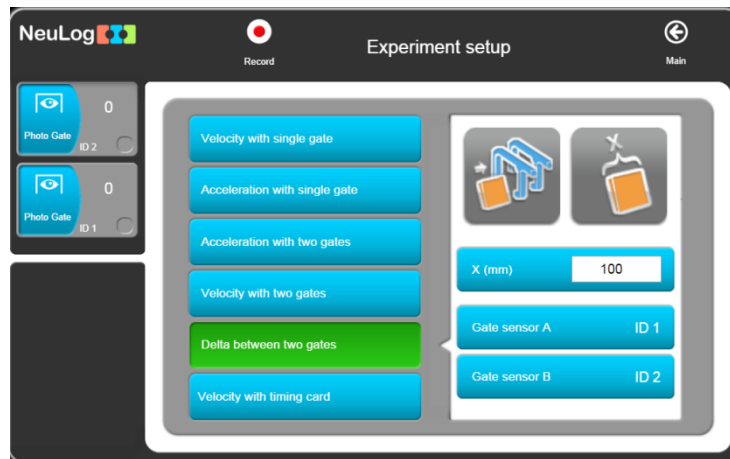 NeuLog
Record
Experiment setup
Main
0
Photo Gate
ID 2
0
Photo Gate
ID 1
Velocity with single gate
Acceleration with single gate
Acceleration with two gates
Velocity with two gates
Delta between two gates
Velocity with timing card
X
X (mm)
100
Gate sensor A
ID 1
Gate sensor B
ID 2